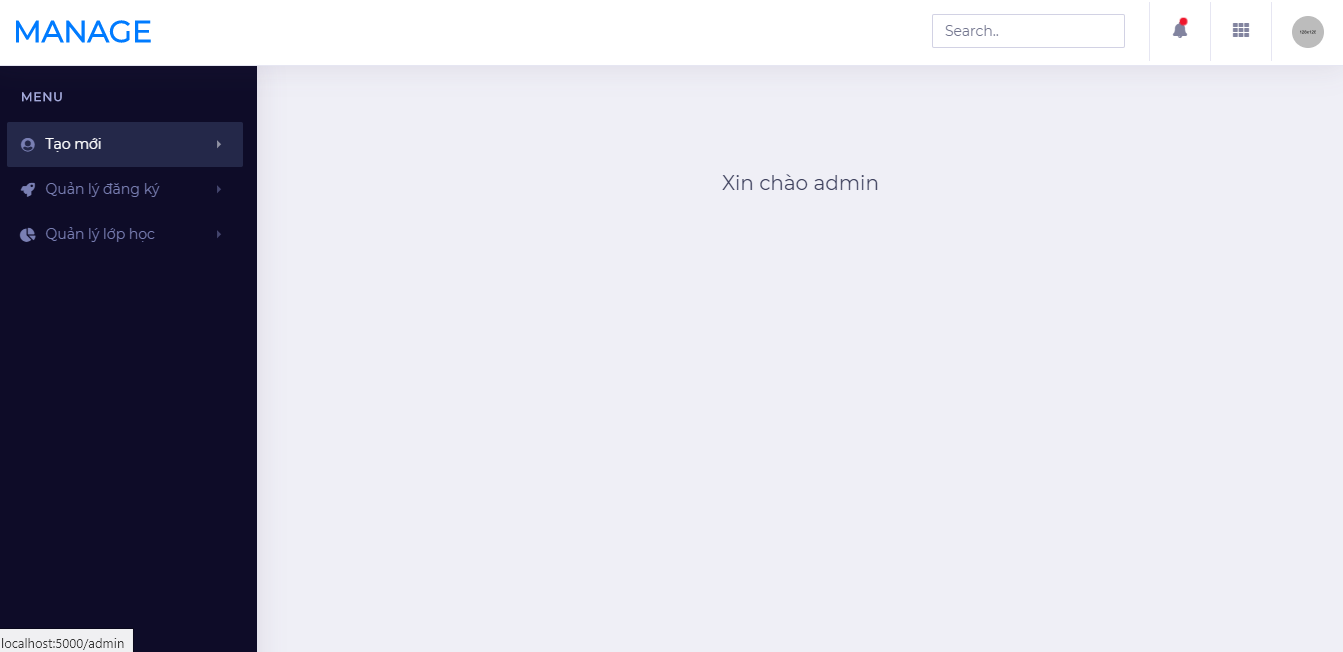 MANAGE
Search..
MENU
Tạo mới
Quản lý đăng ký
Quản lý lớp học
Xin chào admin
localhost:5000/admin